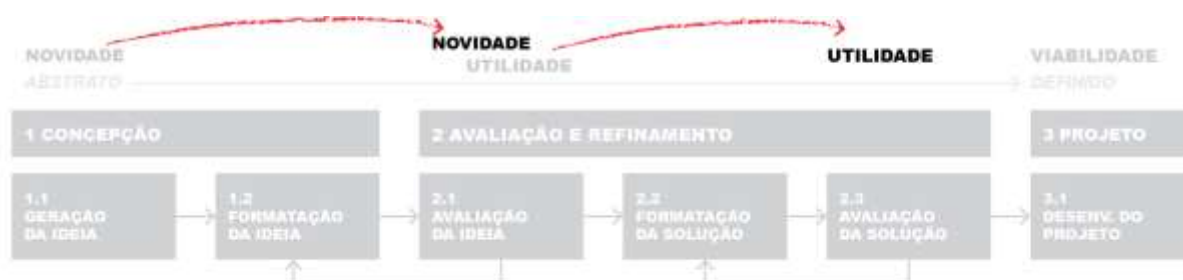 NOVIDADE
NOVIDADE
UTILIDADE
UTILIDADE
VIABILIDADE
ABSTRATO
DEFINIDO
1 CONCEPÇÃO
2 AVALIAÇÃO E REFINAMENTO
3 PROJETO
1.1
GERAÇÃO
DA IDEIA
1.2
FORMATAÇÃO
DA IDEIA
2.1
AVALIAÇÃO
DA IDEIA
2.2
FORMATAÇÃO
DA SOLUÇÃO
2.3
AVALIAÇÃO
DA SOLUÇÃO
3.1
DESENV. DO
PROJETO